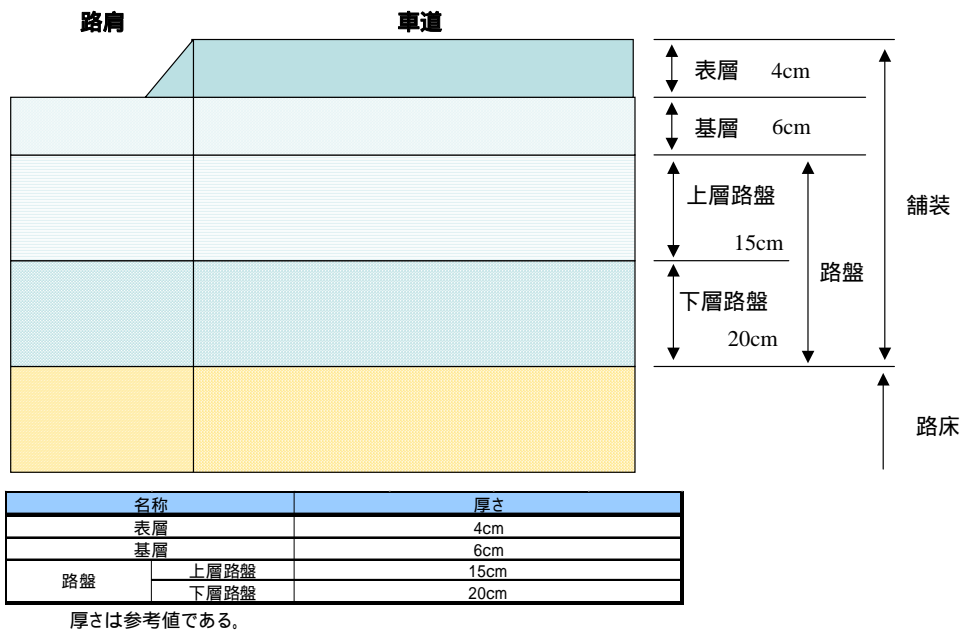 路肩 車道
表層 4cm
基層 6cm
上層路盤
15cm
舗装
路盤
下層路盤
20cm
路床
名称 厚さ
表層 4cm
基層 6cm
路盤 上層路盤 15cm
下層路盤 20cm
厚さは参考値である。